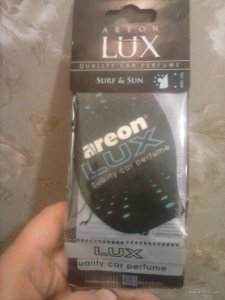 AREON
LUX
QUALITY CAR PERFUME
SURF & SUN
areon
LUX
quality car perfume
LUX
quality car perfume